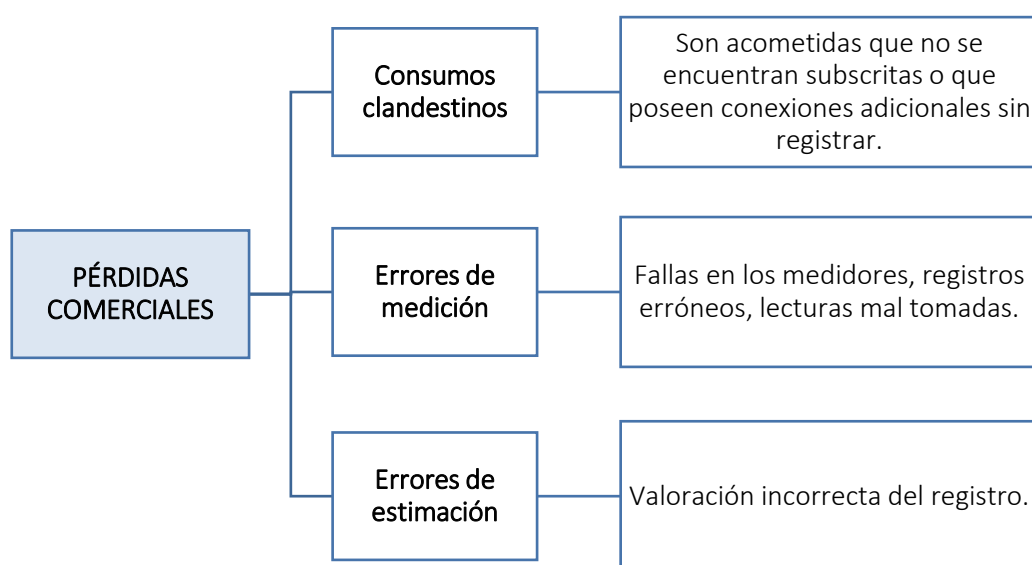 PÉRDIDAS
COMERCIALES
Consumos
clandestinos
Son acometidas que no se
encuentran subscritas o que
poseen conexiones adicionales sin
registrar.
Errores de
medición
Fallas en los medidores, registros
erróneos, lecturas mal tomadas.
Errores de
estimación
Valoración incorrecta del registro.